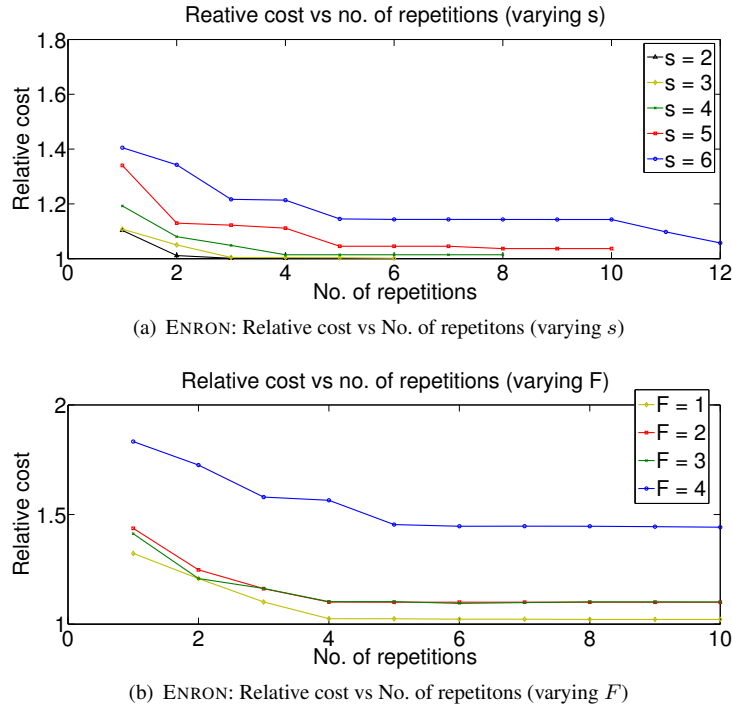 Reative cost vs no. of repetitions (varying s)
1.8
1.6
1.4
1.2
1
Relative cost
s = 2
s = 3
s = 4
s = 5
s = 6
0 2 4 6 8 10 12
No. of repetitions
(a) ENRON: Relative cost vs No. of repetitons (varying s)
Relative cost vs no. of repetitions (varying F)
2
1.5
1
Relative cost
F = 1
F = 2
F = 3
F = 4
0 2 4 6 8 10
No. of repetitions
(b) ENRON: Relative cost vs No. of repetitons (varying F)